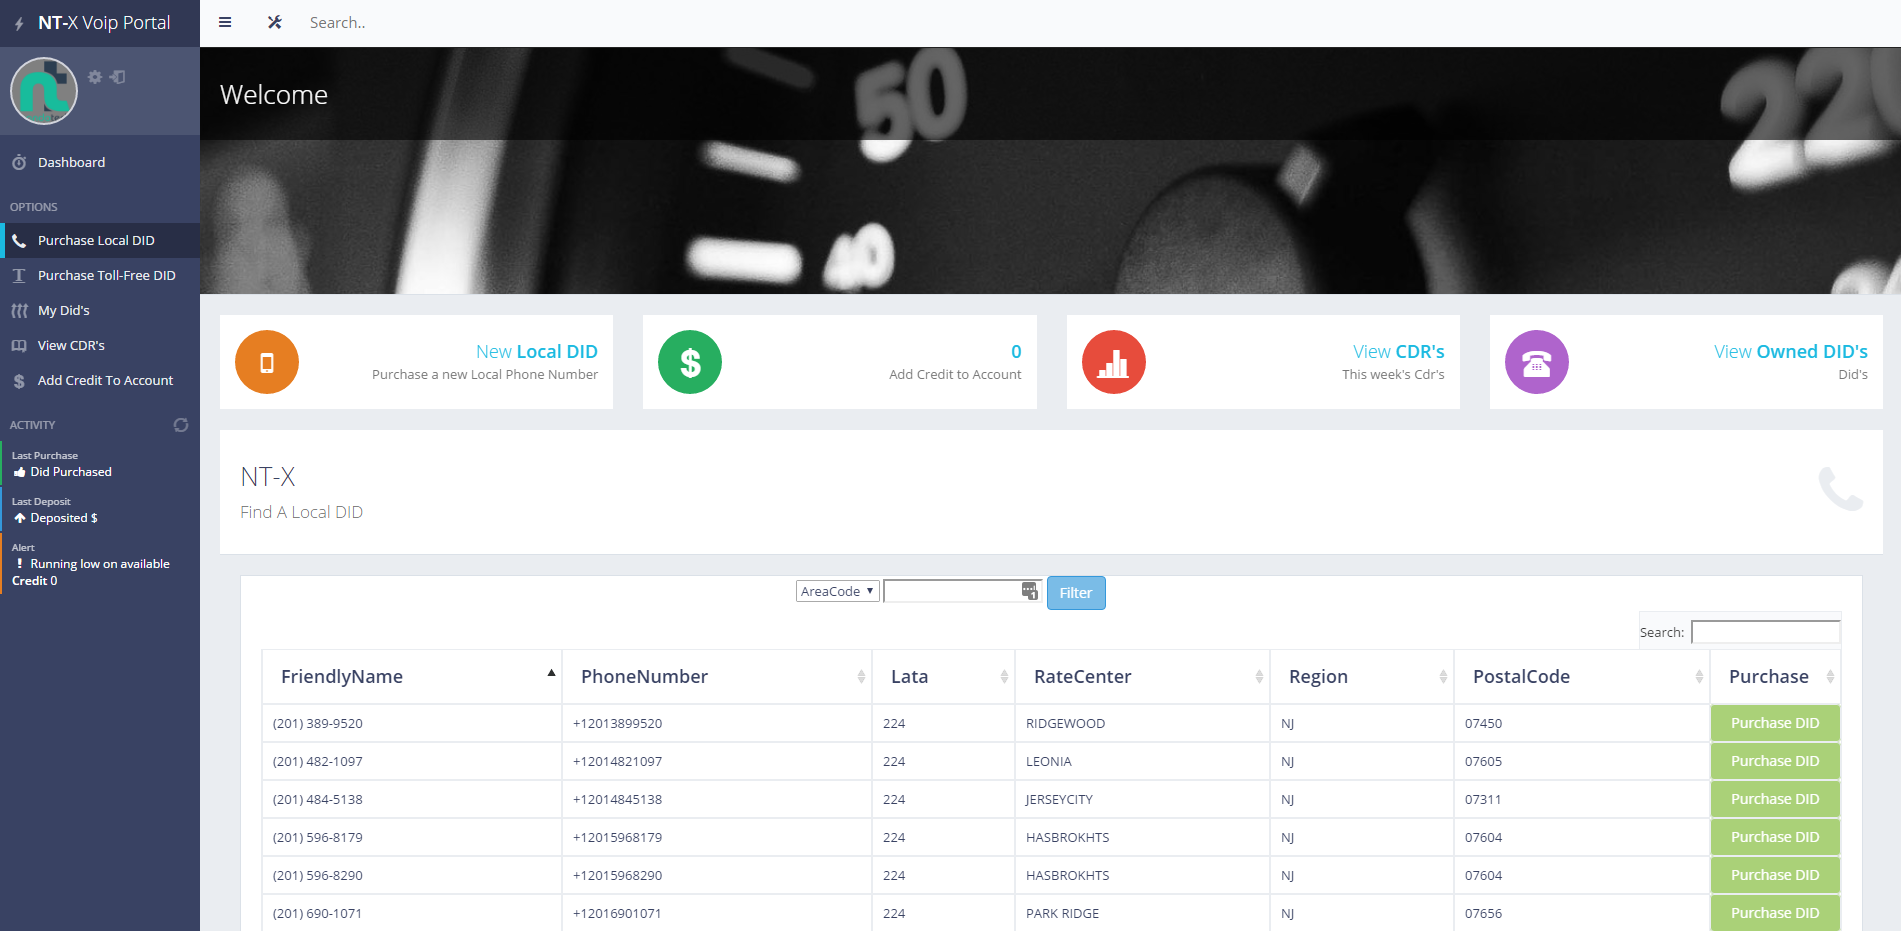 NT-X Voip Portal
Search..
Dashboard
OPTIONS
Purchase Local DID
Purchase Toll-Free DID
My Did's
View CDR's
Add Credit To Account
ACTIVITY
Last Purchase
Did Purchased
Last Deposit
Deposited $
Alert
! Running low on available
Credit 0
Welcome
50
40
220
New Local DID
Purchase a new Local Phone Number
$
0
Add Credit to Account
View CDR's
This week's Cdr's
View Owned DID's
Did's
NT-X
Find A Local DID
AreaCode
Filter
Search:
FriendlyName PhoneNumber Lata RateCenter Region PostalCode Purchase
(201) 389-9520 +12013899520 224 RIDGEWOOD NJ 07450 Purchase DID
(201) 482-1097 +12014821097 224 LEONIA NJ 07605 Purchase DID
(201) 484-5138 +12014845138 224 JERSEYCITY NJ 07311 Purchase DID
(201) 596-8179 +12015968179 224 HASBROKHTS NJ 07604 Purchase DID
(201) 596-8290 +12015968290 224 HASBROKHTS NJ 07604 Purchase DID
(201) 690-1071 +12016901071 224 PARK RIDGE NJ 07656 Purchase DID